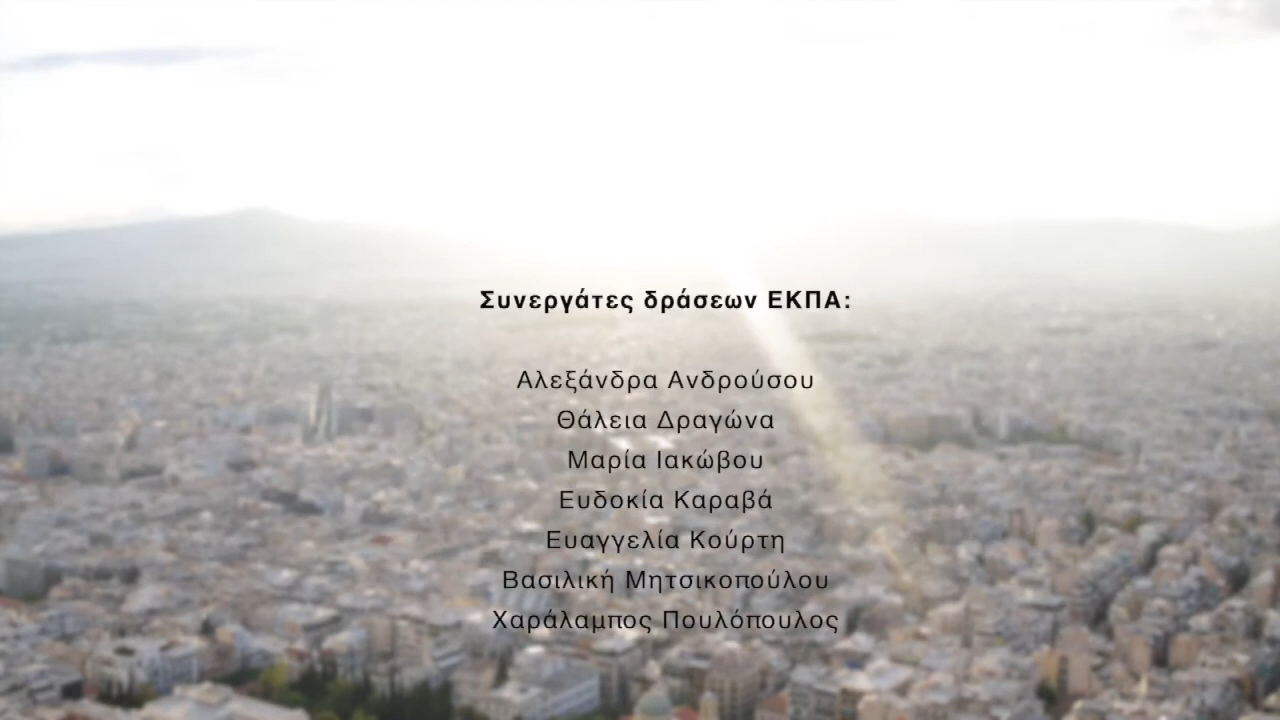 Συνεργάτες δράσεων ΕΚΠΑ:
Αλεξάνδρα Ανδρούσου
Θάλεια Δραγώνα
Μαρία Ιακώβου
Ευδοκία Καραβά
Ευαγγελία Κούρτη
Βασιλική Μητσικοπούλου
Χαράλαμπος Πουλόπουλος